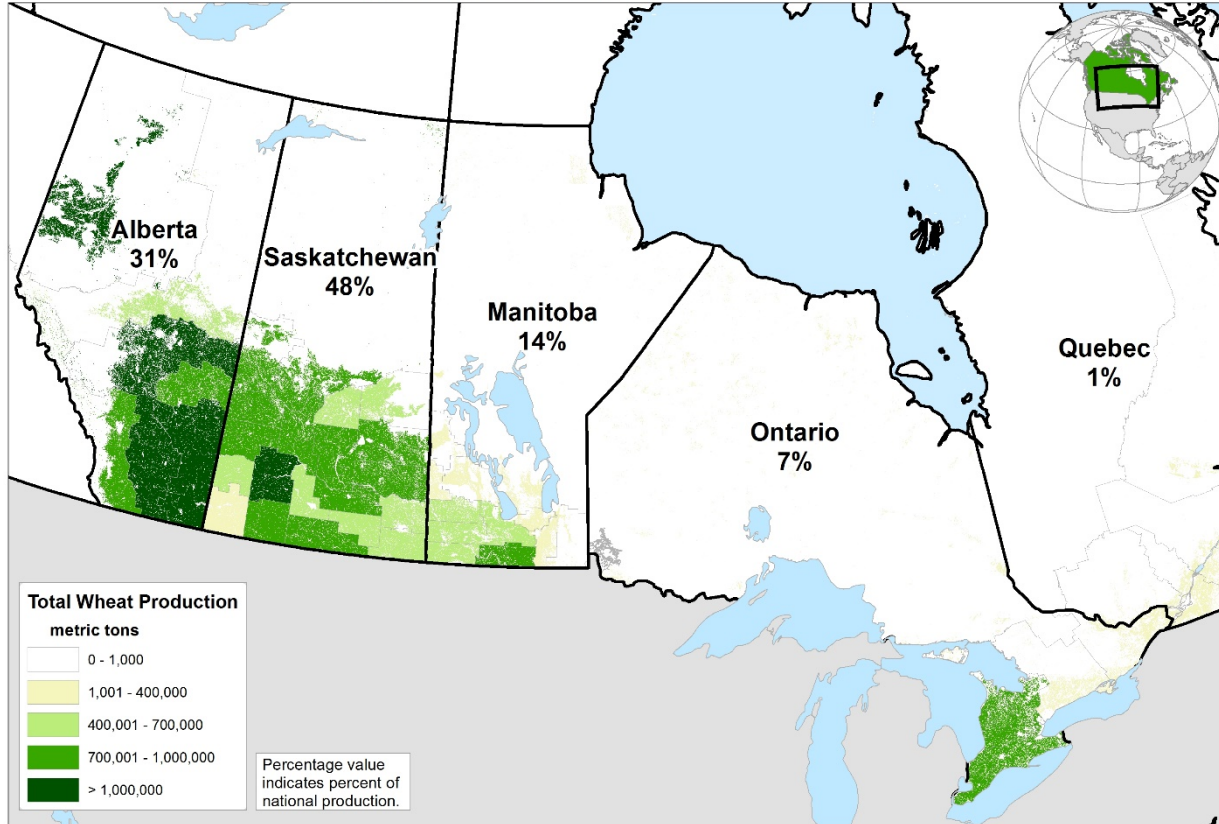 Alberta
31%
Saskatchewan
48%
Manitoba
14%
Ontario
7%
Quebec
1%
Total Wheat Production
metric tons
0 - 1,000
1,001 - 400,000
400,001 - 700,000
700,001 - 1,000,000
> 1,000,000
Percentage value
indicates percent of
national production.